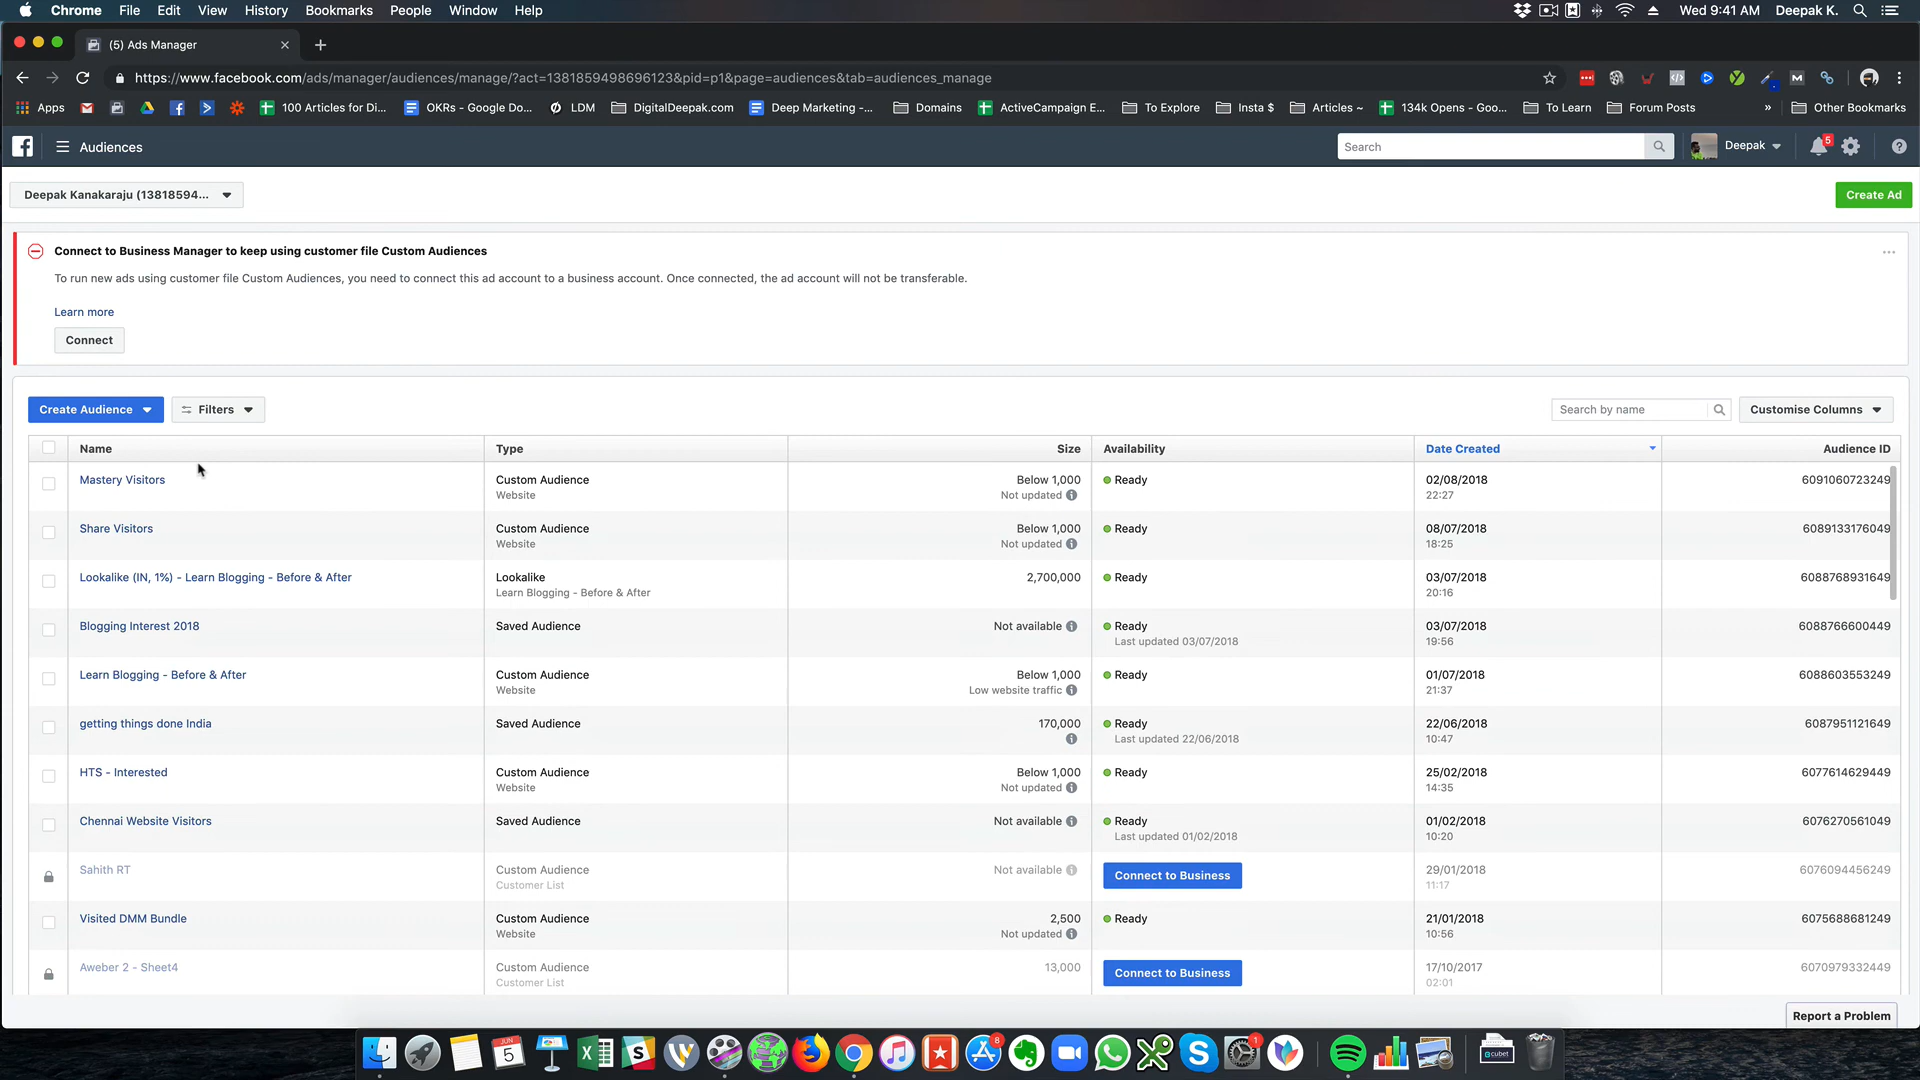 Chrome File Edit View History Bookmarks People Window Help Wed 9:41 AM Deepak K.
(5) Ads Manager
https://www.facebook.com/ads/manager/audiences/manage/?act=1381859498696123&pid=p1&page=audiences&tab=audiences_manage
Apps 100 Articles for Di... OKRs - Google Do... LDM DigitalDeepak.com Deep Marketing -... Domains ActiveCampaign E... To Explore Insta $ Articles ~ 134k Opens - Goo... To Learn Forum Posts » Other Bookmarks
Audiences Search Deepak 5
Deepak Kanakaraju (13818594... Create Ad
Connect to Business Manager to keep using customer file Custom Audiences
To run new ads using customer file Custom Audiences, you need to connect this ad account to a business account. Once connected, the ad account will not be transferable.
Learn more
Connect
Create Audience Filters Search by name Customise Columns
Name Type Size Availability Date Created Audience ID
Mastery Visitors Custom Audience Below 1,000 Ready 02/08/2018 6091060723249
Website Not updated 22:27
Share Visitors Custom Audience Below 1,000 Ready 08/07/2018 6089133176049
Website Not updated 18:25
Lookalike (IN, 1%) - Learn Blogging - Before & After Lookalike 2,700,000 Ready 03/07/2018 6088768931649
Learn Blogging - Before & After 20:16
Blogging Interest 2018 Saved Audience Not available Ready 03/07/2018 6088766600449
Last updated 03/07/2018 19:56
Learn Blogging - Before & After Custom Audience Below 1,000 Ready 01/07/2018 6088603553249
Website Low website traffic 21:37
getting things done India Saved Audience 170,000 Ready 22/06/2018 6087951121649
Last updated 22/06/2018 10:47
HTS - Interested Custom Audience Below 1,000 Ready 25/02/2018 6077614629449
Website Not updated 14:35
Chennai Website Visitors Saved Audience Not available Ready 01/02/2018 6076270561049
Last updated 01/02/2018 10:20
Sahith RT Custom Audience Not available Connect to Business 29/01/2018 6076094456249
Customer List 11:17
Visited DMM Bundle Custom Audience 2,500 Ready 21/01/2018 6075688681249
Website Not updated 10:56
Aweber 2 - Sheet4 Custom Audience 13,000 Connect to Business 17/10/2017 6070979332449
Customer List 02:01
Report a Problem
JUN 5 8 1 cubet